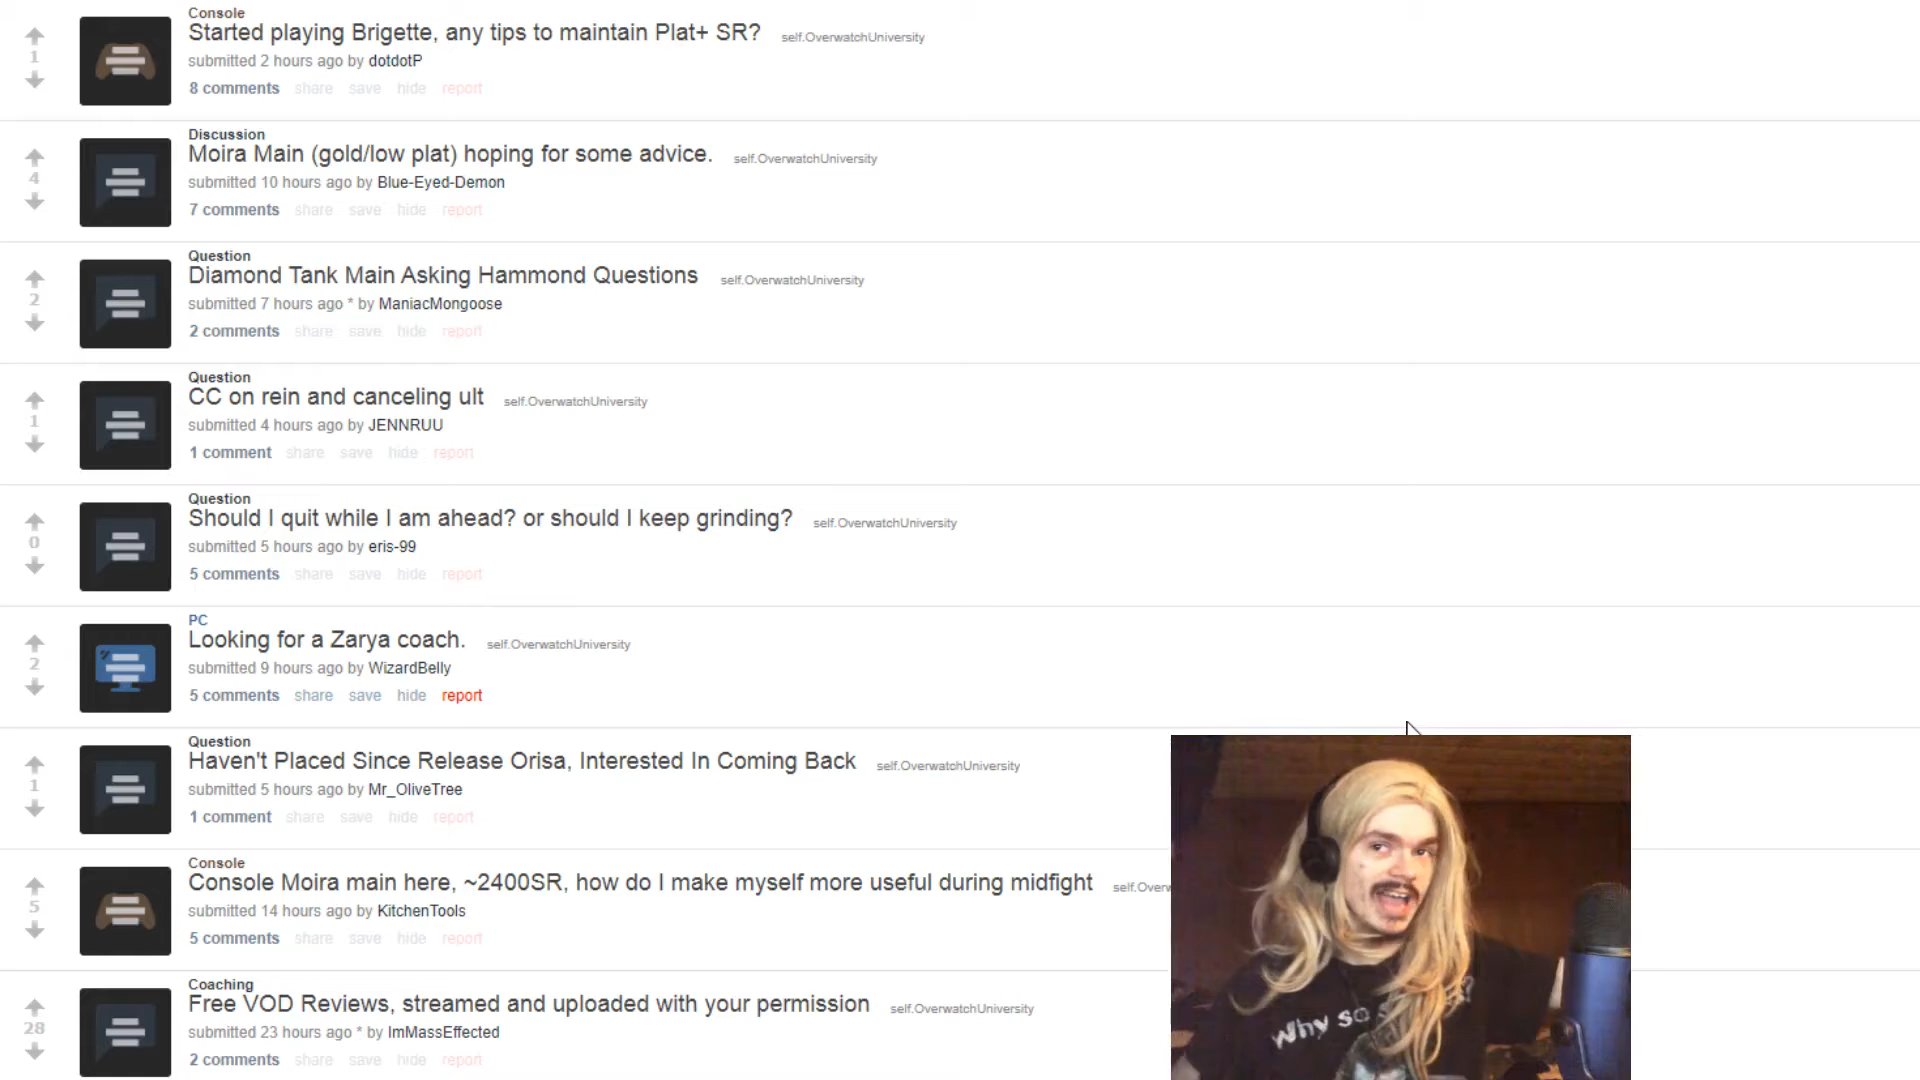 Console
Started playing Brigette, any tips to maintain Plat+ SR? self.OverwatchUniversity
1
submitted 2 hours ago by dotdotP
8 comments share save hide report
Discussion
Moira Main (gold/low plat) hoping for some advice. self.OverwatchUniversity
4
submitted 10 hours ago by Blue-Eyed-Demon
7 comments share save hide report
Question
Diamond Tank Main Asking Hammond Questions self.OverwatchUniversity
2
submitted 7 hours ago * by ManiacMongoose
2 comments share save hide report
Question
CC on rein and canceling ult self.OverwatchUniversity
1
submitted 4 hours ago by JENNRUU
1 comment share save hide report
Question
Should I quit while I am ahead? or should I keep grinding? self.OverwatchUniversity
0
submitted 5 hours ago by eris-99
5 comments share save hide report
PC
Looking for a Zarya coach. self.OverwatchUniversity
2
submitted 9 hours ago by WizardBelly
5 comments share save hide report
Question
Haven't Placed Since Release Orisa, Interested In Coming Back self.OverwatchUniversity
1
submitted 5 hours ago by Mr_OliveTree
1 comment share save hide report
Console
Console Moira main here, ~2400SR, how do I make myself more useful during midfight self.Overw
5
submitted 14 hours ago by KitchenTools
5 comments share save hide report
Coaching
Free VOD Reviews, streamed and uploaded with your permission self.OverwatchUniversity
28
submitted 23 hours ago * by ImMassEffected
2 comments share save hide report
Why so